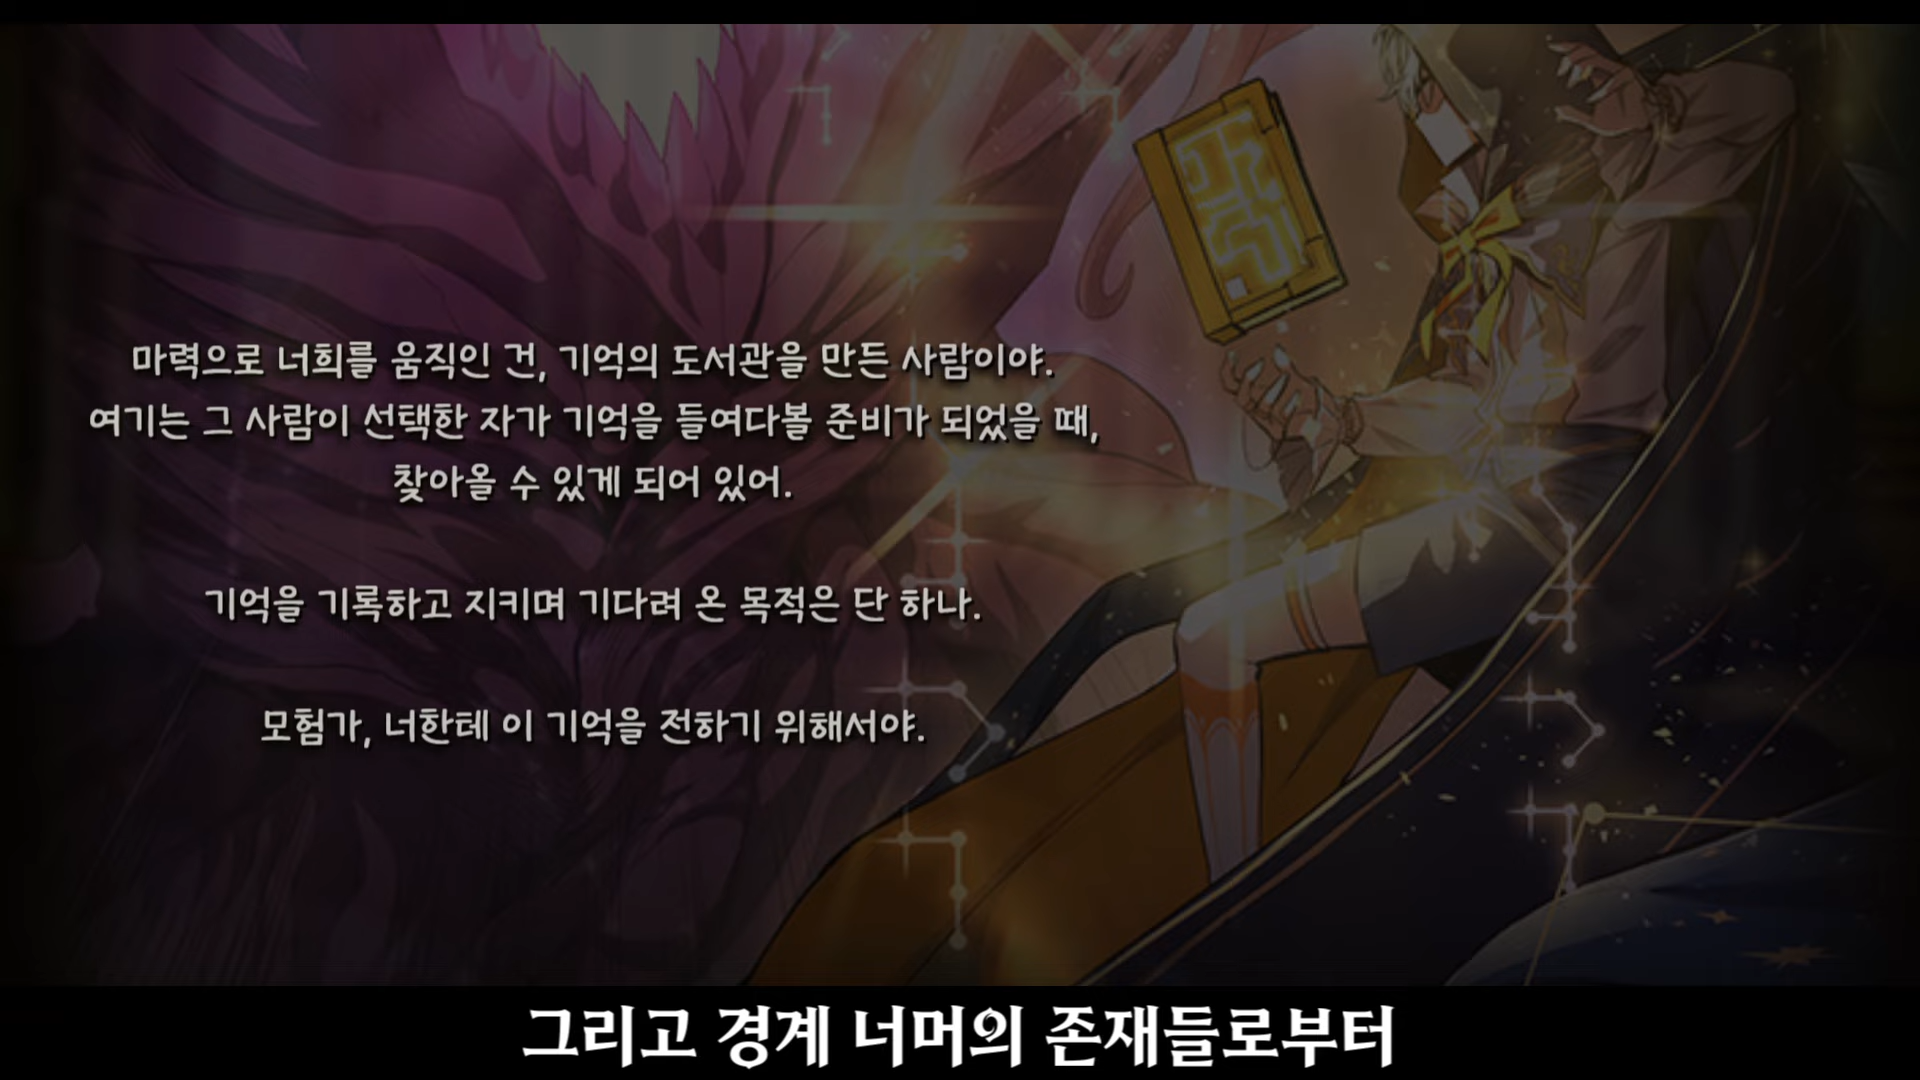 마력으로 너희를 움직인 건, 기억의 도서관을 만든 사람이야.
여기는 그 사람이 선택한 자가 기억을 들여다볼 준비가 되었을 때,
찾아올 수 있게 되어 있어.
기억을 기록하고 지키며 기다려 온 목적은 단 하나.
모험가, 너한테 이 기억을 전하기 위해서야.
그리고 경계 너머의 존재들로부터